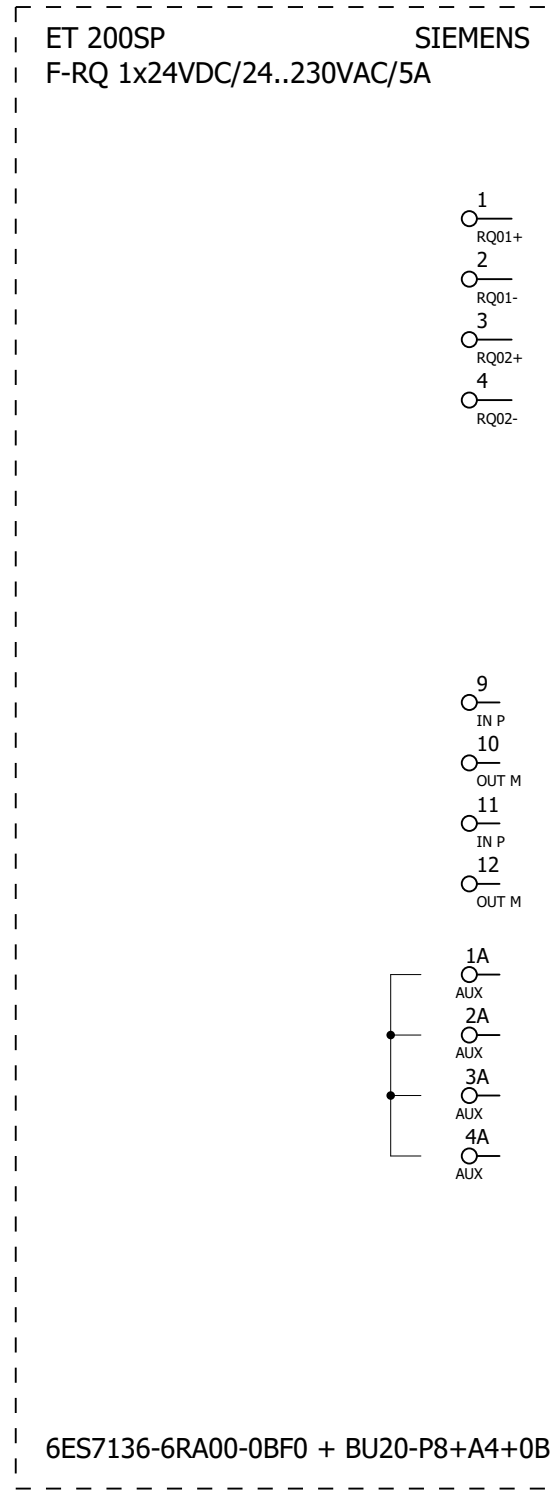 ET 200SP SIEMENS
F-RQ 1x24VDC/24..230VAC/5A
1
RQ01+
2
RQ01-
3
RQ02+
4
RQ02-
9
IN P
10
OUT M
11
IN P
12
OUT M
1A
AUX
2A
AUX
3A
AUX
4A
AUX
6ES7136-6RA00-0BF0 + BU20-P8+A4+0B